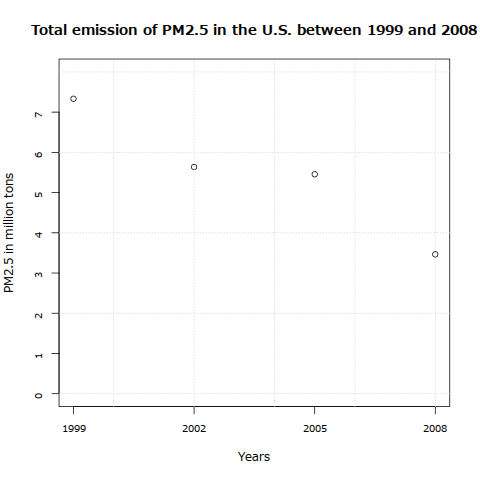 Total emission of PM2.5 in the U.S. between 1999 and 2008
PM2.5 in million tons
7
6
5
4
3
2
1
0
1999 2002 2005 2008
Years